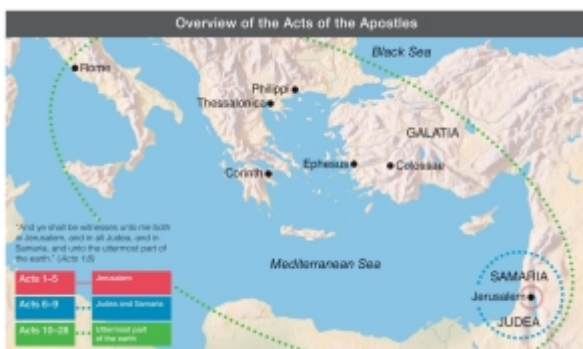 Overview of the Acts of the Apostles
Black Sea
Rome
Philippi
Thessalonica
GALATIA
Corinth
Ephesus
Colossae
"And ye shall be witnesses unto me both
in Jerusalem, and in all Judea, and in
Samaria, and unto the uttermost part of
the earth." (Acts 1:8)
Mediterranean Sea
SAMARIA
Jerusalem
JUDEA
Acts 1–5 Jerusalem
Acts 6–9 Judea and Samaria
Acts 10–28 Uttermost part
of the earth